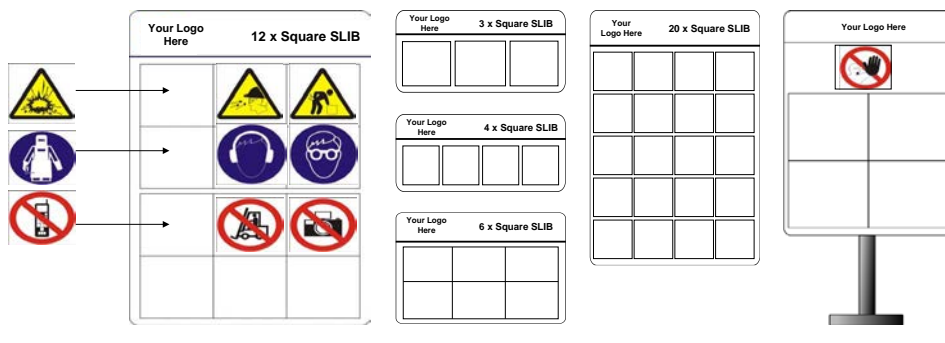 Your Logo
Here
12 x Square SLIB
Your Logo
Here
3 x Square SLIB
Your Logo
Here
4 x Square SLIB
Your Logo
Here
6 x Square SLIB
Your
Logo Here
20 x Square SLIB
Your Logo Here